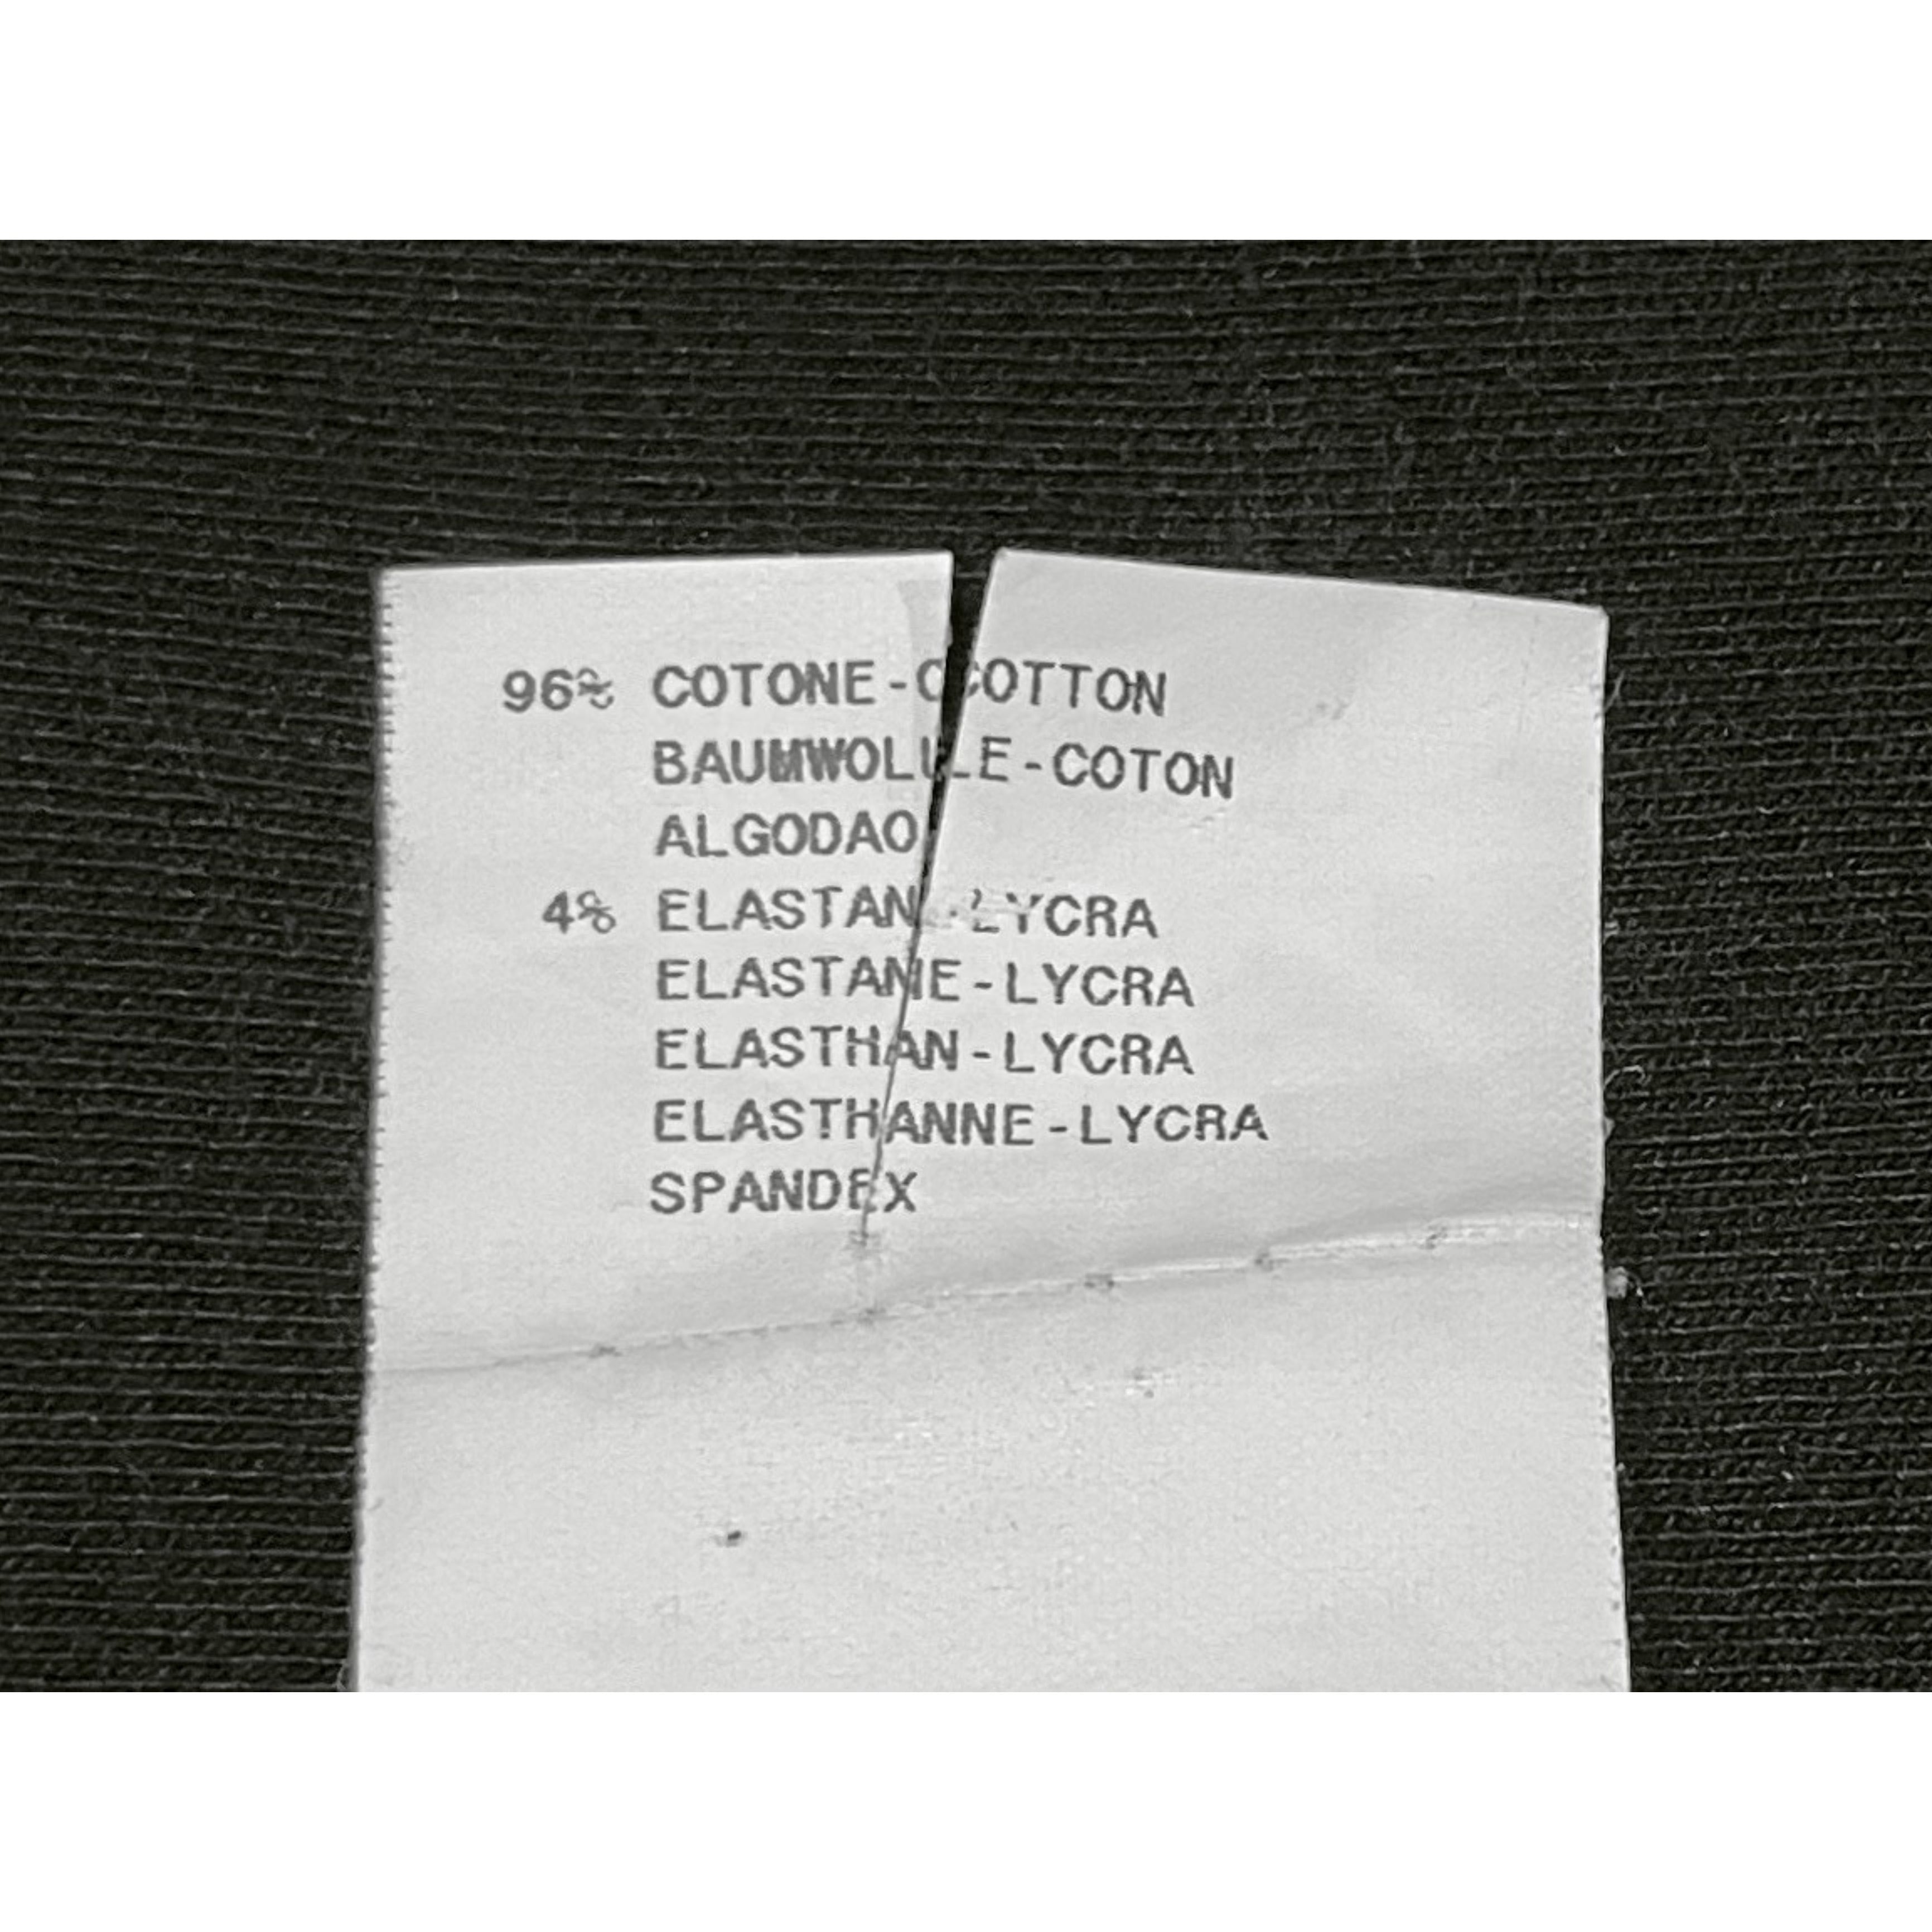 96% COTONE-COTTON
BAUMWOLLE-COTON
ALGODAO
4% ELASTAN-LYCRA
ELASTANE-LYCRA
ELASTHAN-LYCRA
ELASTHANNE-LYCRA
SPANDEX